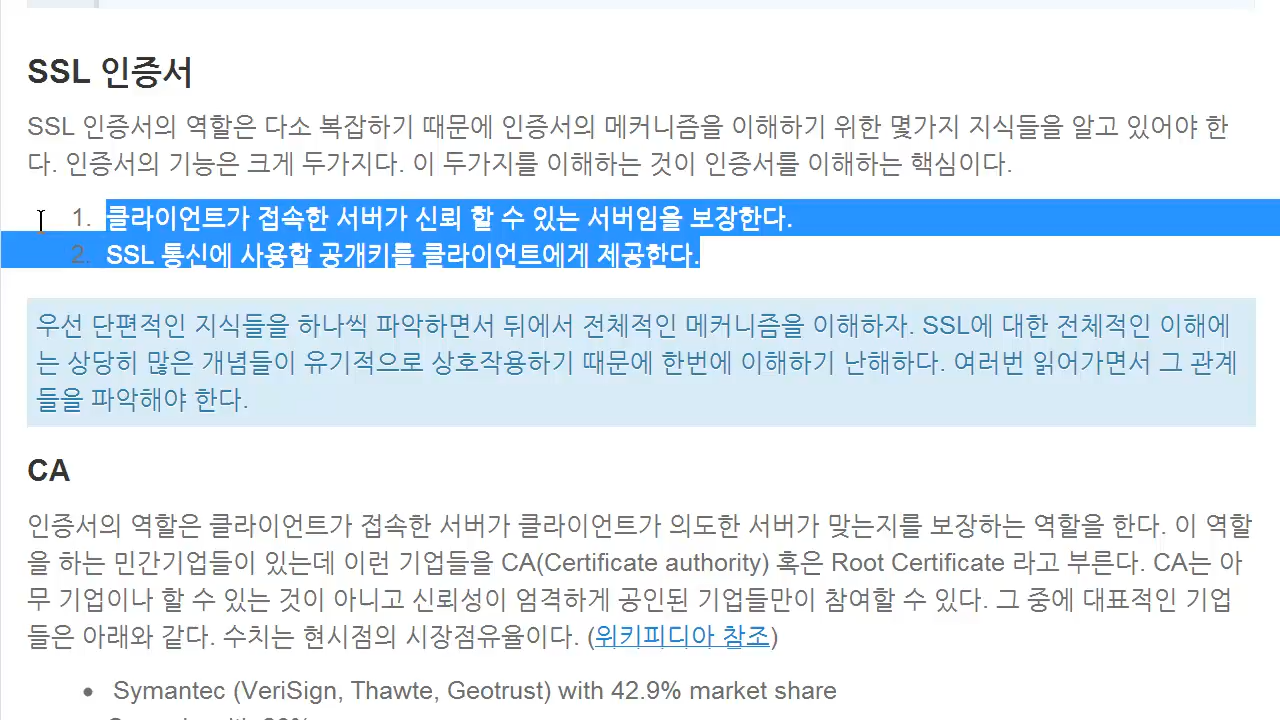 SSL 인증서
SSL 인증서의 역할은 다소 복잡하기 때문에 인증서의 메커니즘을 이해하기 위한 몇가지 지식들을 알고 있어야 한
다. 인증서의 기능은 크게 두가지다. 이 두가지를 이해하는 것이 인증서를 이해하는 핵심이다.
1. 클라이언트가 접속한 서버가 신뢰 할 수 있는 서버임을 보장한다.
2. SSL 통신에 사용할 공개키를 클라이언트에게 제공한다.
우선 단편적인 지식들을 하나씩 파악하면서 뒤에서 전체적인 메커니즘을 이해하자. SSL에 대한 전체적인 이해에
는 상당히 많은 개념들이 유기적으로 상호작용하기 때문에 한번에 이해하기 난해하다. 여러번 읽어가면서 그 관계
들을 파악해야 한다.
CA
인증서의 역할은 클라이언트가 접속한 서버가 클라이언트가 의도한 서버가 맞는지를 보장하는 역할을 한다. 이 역할
을 하는 민간기업들이 있는데 이런 기업들을 CA(Certificate authority) 혹은 Root Certificate 라고 부른다. CA는 아
무 기업이나 할 수 있는 것이 아니고 신뢰성이 엄격하게 공인된 기업들만이 참여할 수 있다. 그 중에 대표적인 기업
들은 아래와 같다. 수치는 현시점의 시장점유율이다. (위키피디아 참조)
• Symantec (VeriSign, Thawte, Geotrust) with 42.9% market share